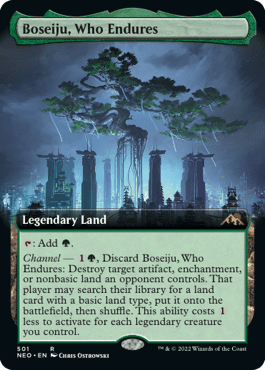 Boseiju, Who Endures
Legendary Land
: Add .
Channel — 1, Discard Boseiju, Who
Endures: Destroy target artifact, enchantment,
or nonbasic land an opponent controls. That
player may search their library for a land
card with a basic land type, put it onto the
battlefield, then shuffle. This ability costs 1
less to activate for each legendary creature
you control.
501 R
NEO • EN Chris Ostrowski
™ & © 2022 Wizards of the Coast